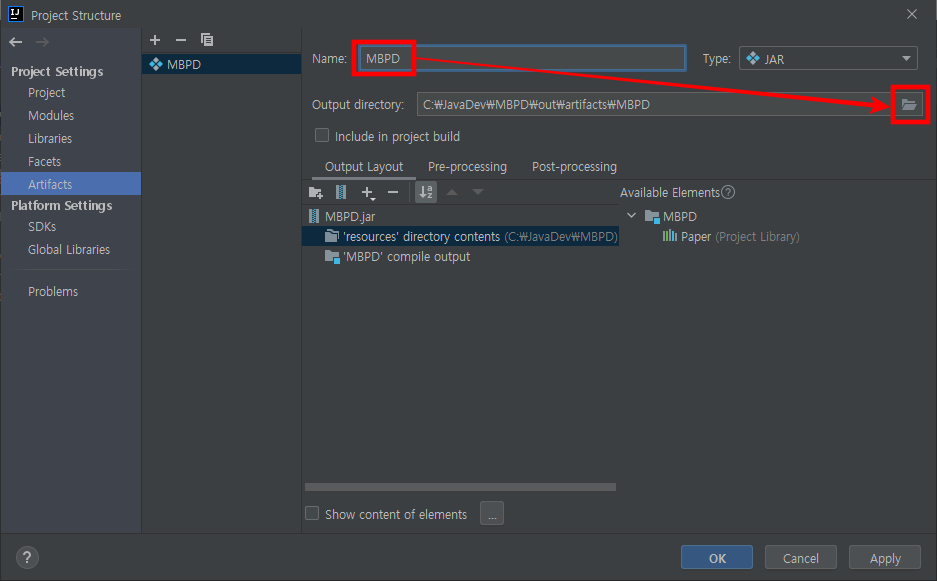 IJ Project Structure
Project Settings
Project
Modules
Libraries
Facets
Artifacts
Platform Settings
SDKs
Global Libraries
Problems
MBPD
Name: MBPD
Type: JAR
Output directory: C:₩JavaDev₩MBPD₩out₩artifacts₩MBPD
Include in project build
Output Layout Pre-processing Post-processing
Available Elements ?
MBPD.jar
'resources' directory contents (C:₩JavaDev₩MBPD)
'MBPD' compile output
MBPD
Paper (Project Library)
Show content of elements ...
? OK Cancel Apply